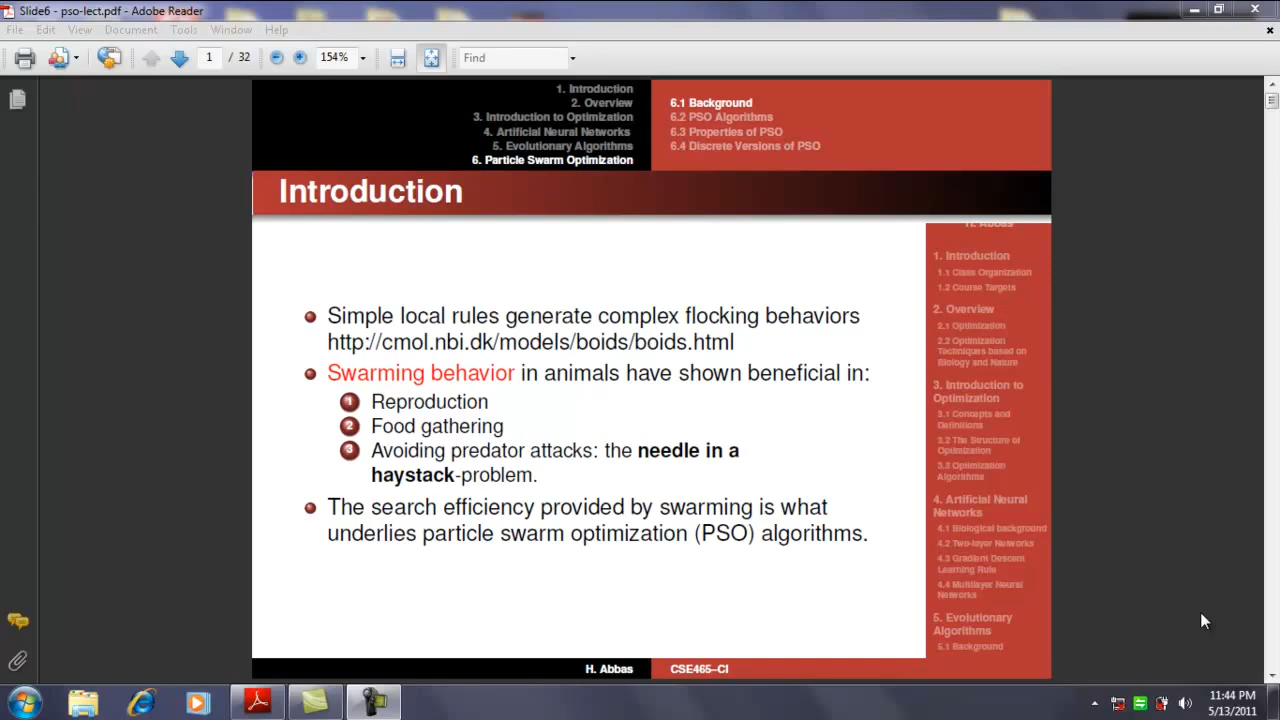 Slide6 - pso-lect.pdf - Adobe Reader
File Edit View Document Tools Window Help
1 / 32 154% Find
1. Introduction
2. Overview
3. Introduction to Optimization
4. Artificial Neural Networks
5. Evolutionary Algorithms
6. Particle Swarm Optimization
6.1 Background
6.2 PSO Algorithms
6.3 Properties of PSO
6.4 Discrete Versions of PSO
Introduction
Simple local rules generate complex flocking behaviors
http://cmol.nbi.dk/models/boids/boids.html
Swarming behavior in animals have shown beneficial in:
1 Reproduction
2 Food gathering
3 Avoiding predator attacks: the needle in a
haystack-problem.
The search efficiency provided by swarming is what
underlies particle swarm optimization (PSO) algorithms.
H. Abbas
1. Introduction
1.1 Class Organization
1.2 Course Targets
2. Overview
2.1 Optimization
2.2 Optimization
Techniques based on
Biology and Nature
3. Introduction to
Optimization
3.1 Concepts and
Definitions
3.2 The Structure of
Optimization
3.3 Optimization
Algorithms
4. Artificial Neural
Networks
4.1 Biological background
4.2 Two-layer Networks
4.3 Gradient Descent
Learning Rule
4.4 Multilayer Neural
Networks
5. Evolutionary
Algorithms
5.1 Background
H. Abbas CSE465–CI
11:44 PM
5/13/2011